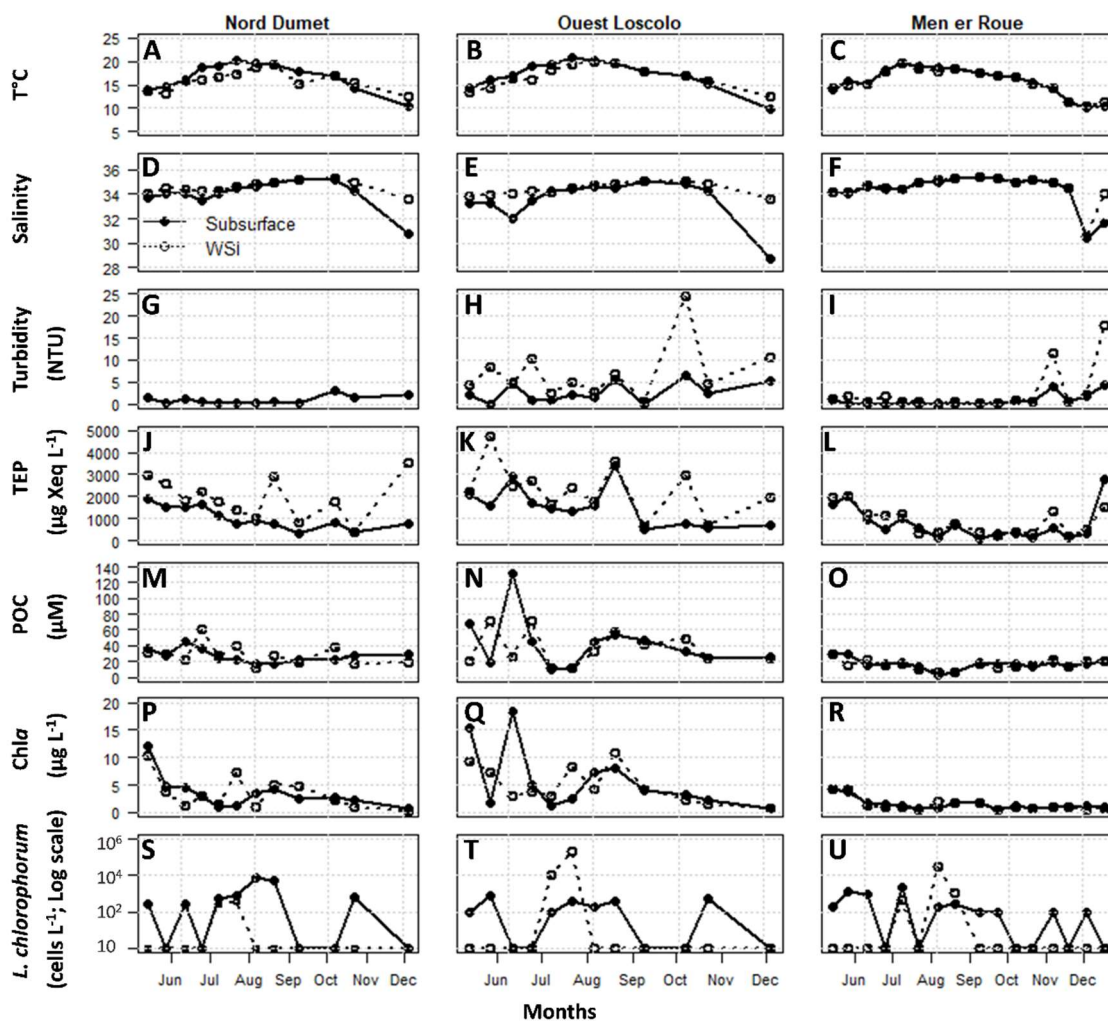 Nord Dumet Ouest Loscolo Men er Roue
T°C
25 20 15 10 5
A B C
Salinity
36 34 32 30 28
D E F
Subsurface
WSI
Turbidity
(NTU)
25 20 15 10 5 0
G H I
TEP
(µg Xeq L⁻¹)
5000 4000 3000 2000 1000 0
J K L
POC
(µM)
140 120 100 80 60 40 20 0
M N O
Chla
(µg L⁻¹)
20 15 10 5 0
P Q R
L. chlorophorum
(cells L⁻¹; Log scale)
10⁶ 10⁴ 10² 10
S T U
Jun Jul Aug Sep Oct Nov Dec Jun Jul Aug Sep Oct Nov Dec Jun Jul Aug Sep Oct Nov Dec
Months